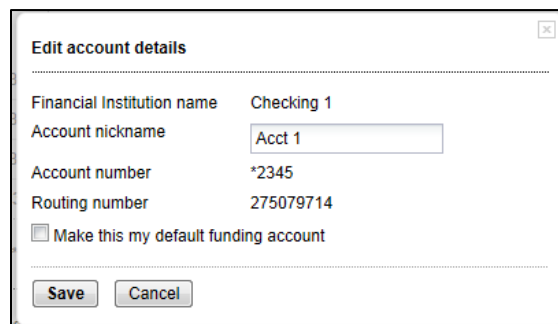 Edit account details
Financial Institution name Checking 1
Account nickname Acct 1
Account number *2345
Routing number 275079714
Make this my default funding account
Save Cancel